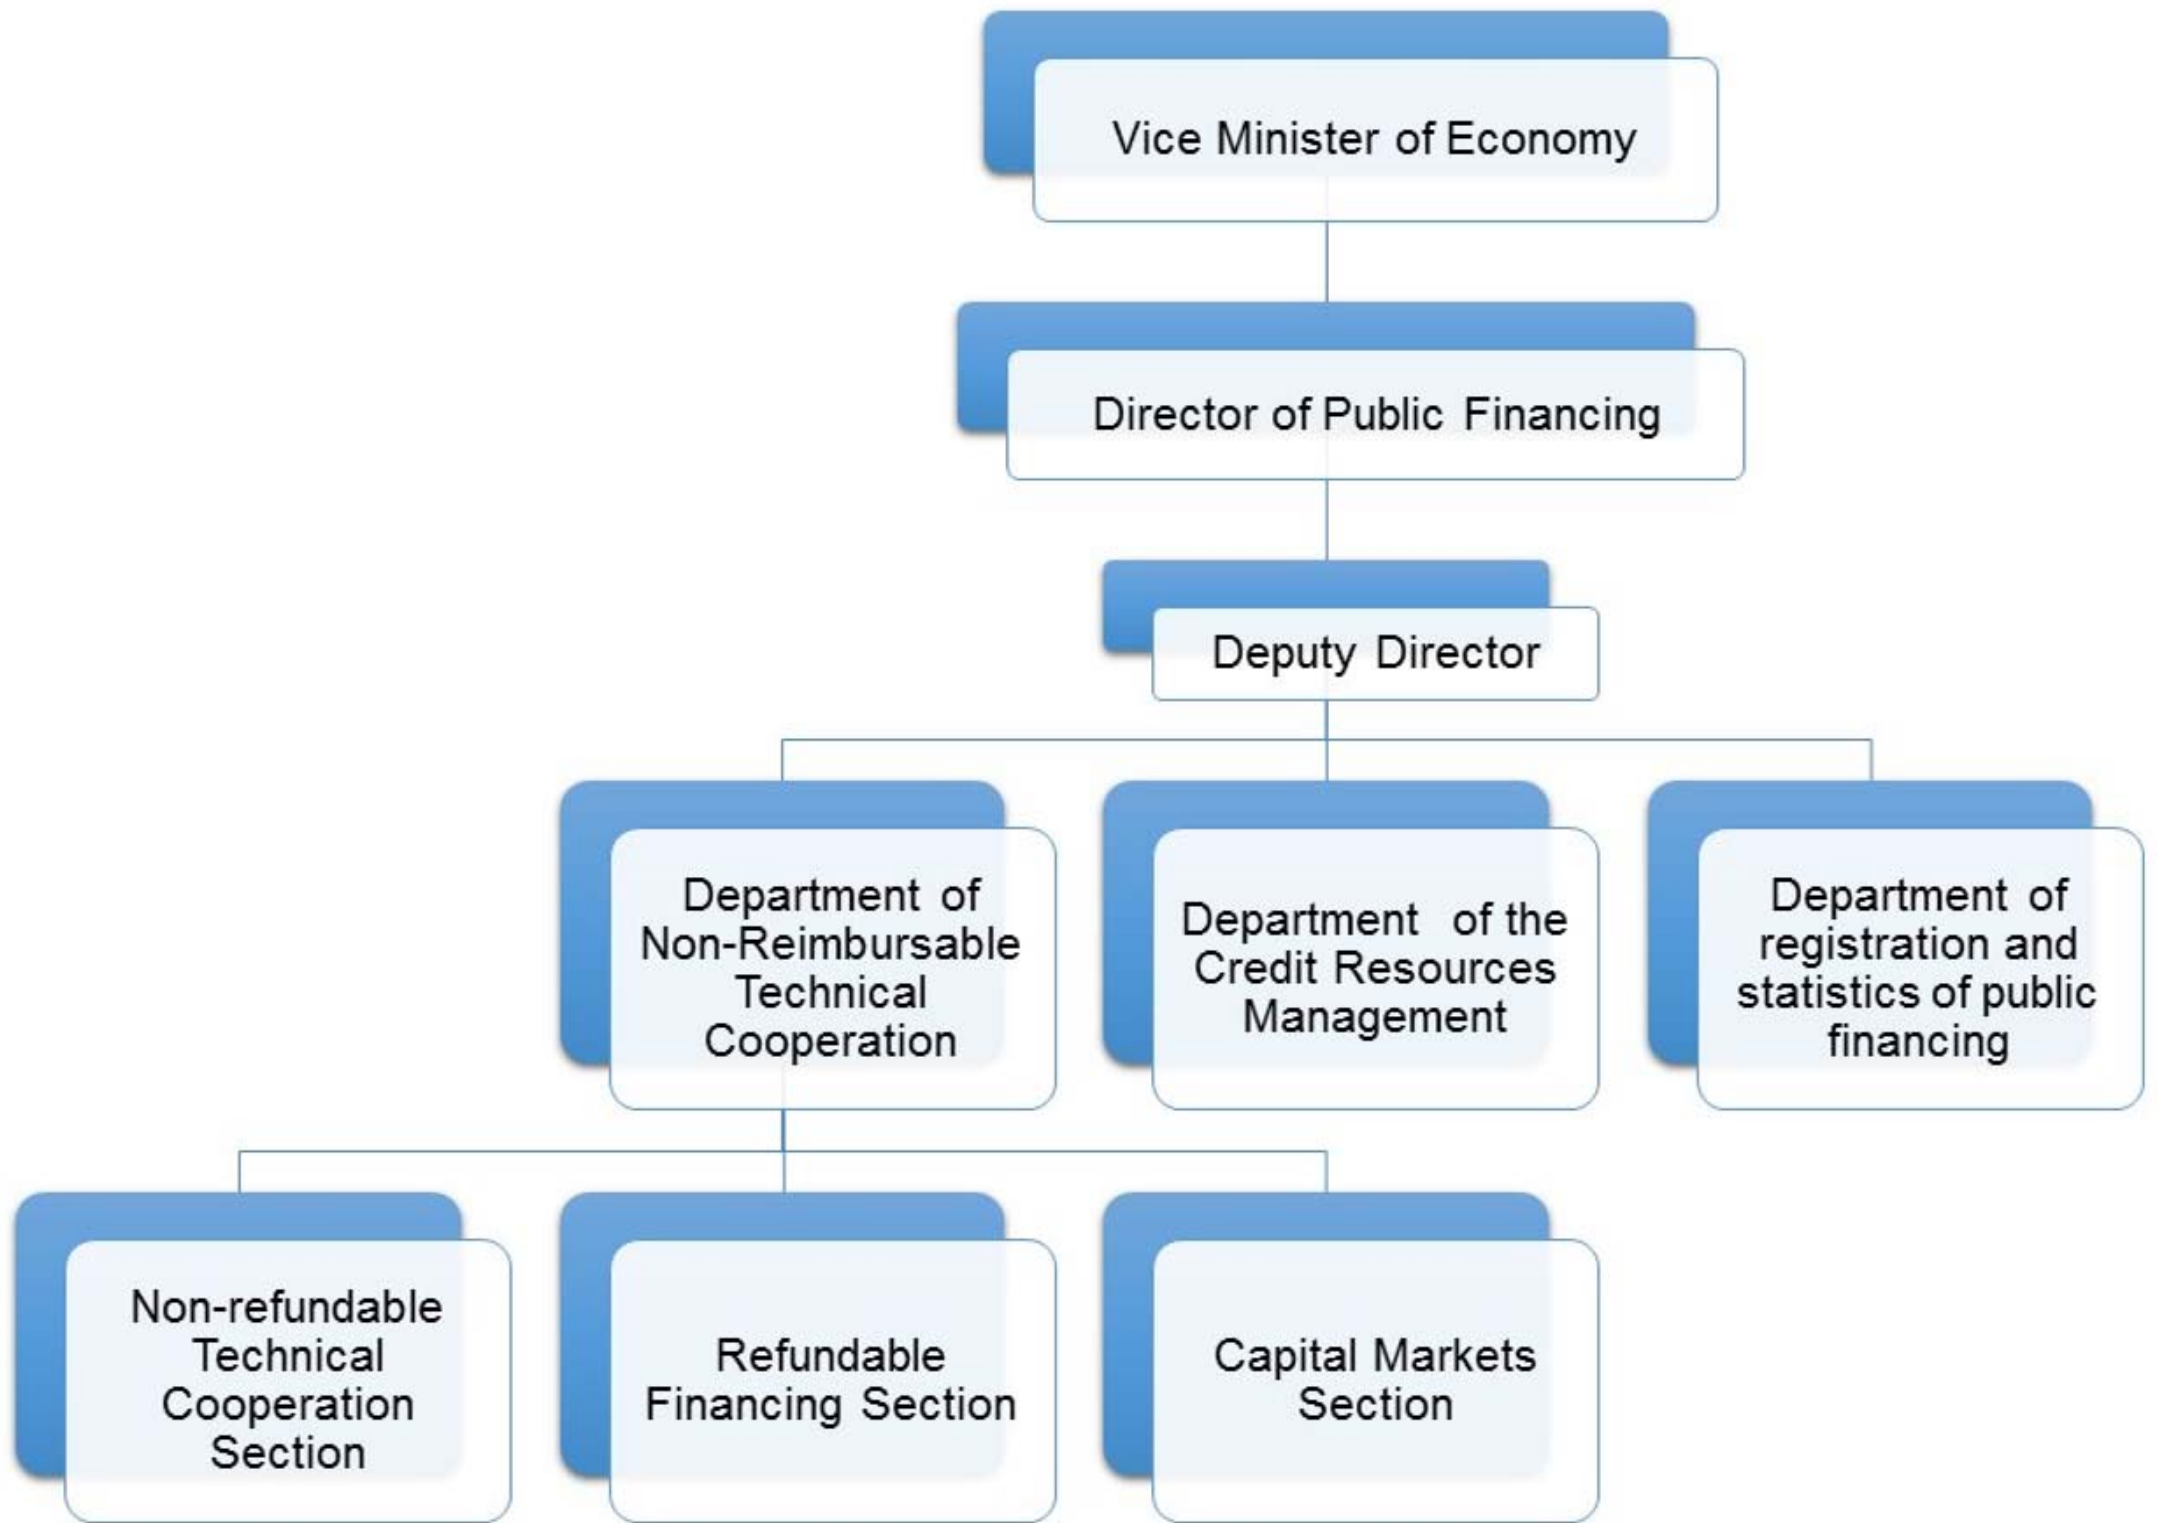 Vice Minister of Economy
Director of Public Financing
Deputy Director
Department of
Non-Reimbursable
Technical
Cooperation
Department of the
Credit Resources
Management
Department of
registration and
statistics of public
financing
Non-refundable
Technical
Cooperation
Section
Refundable
Financing Section
Capital Markets
Section